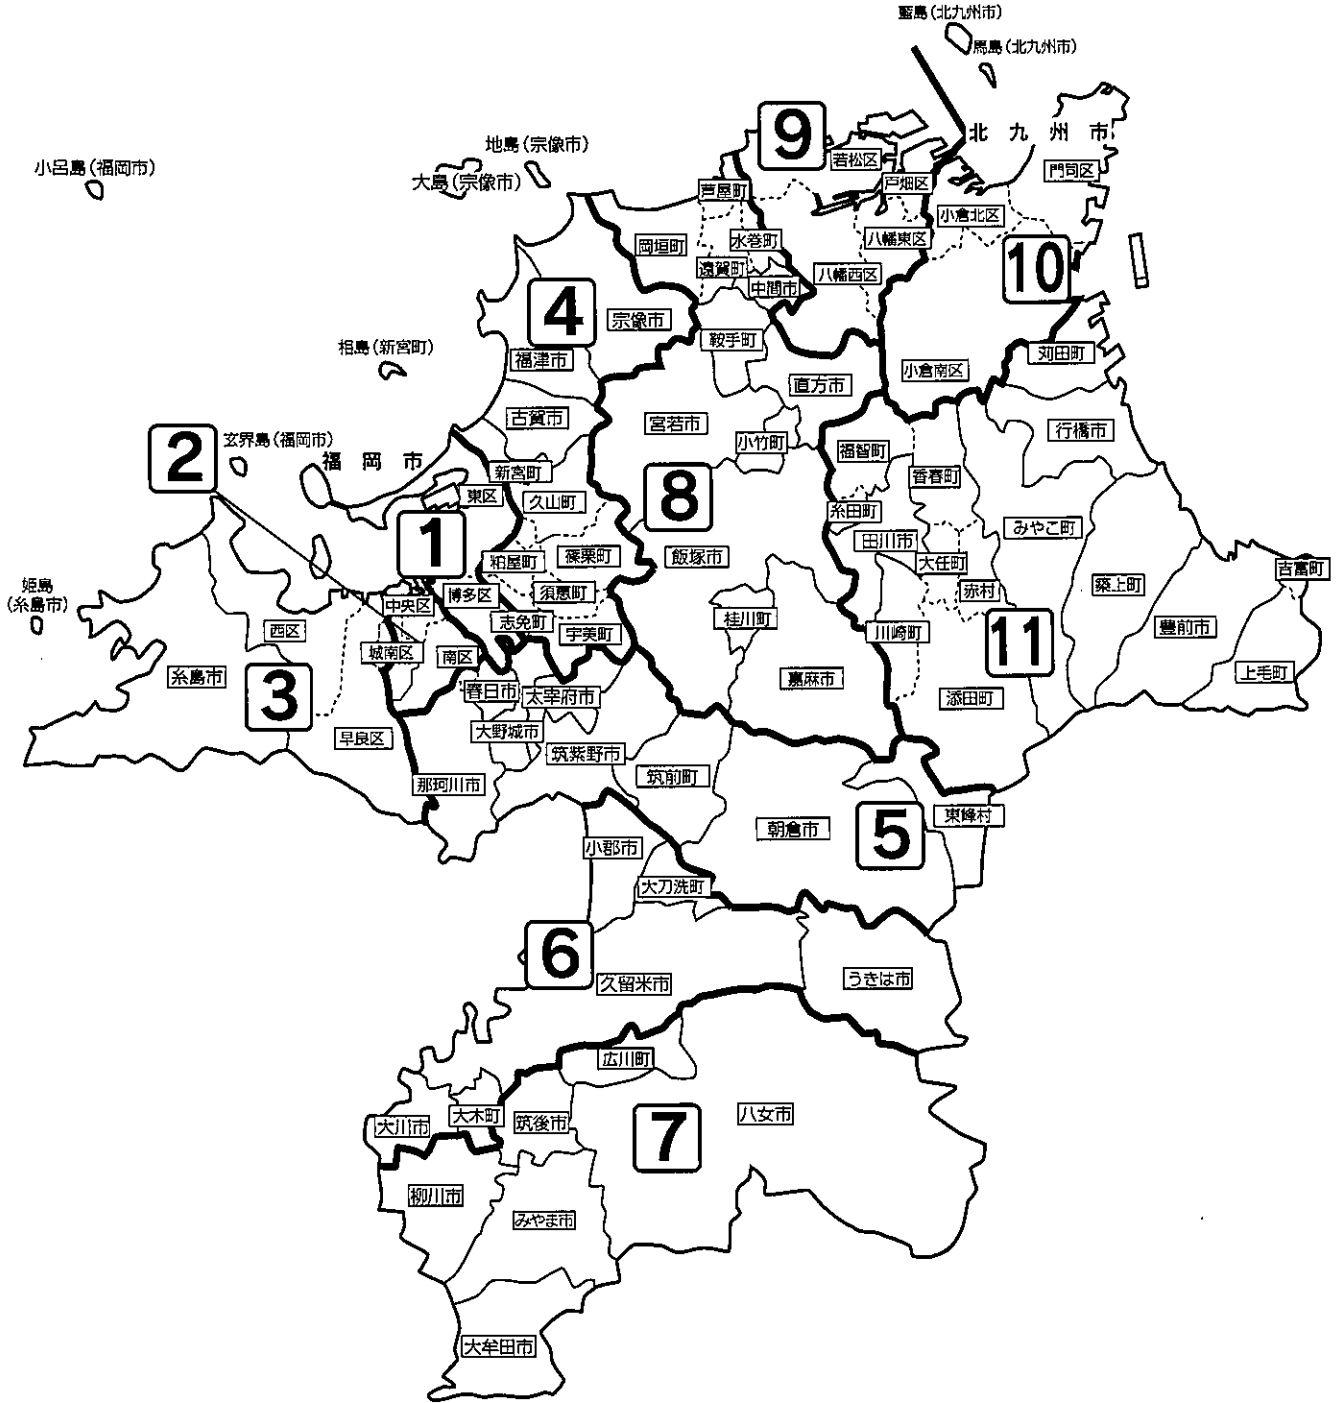 藍島(北九州市)
馬島(北九州市)
北九州市
9
若松区
地島(宗像市)
小呂島(福岡市)
大島(宗像市)
門司区
戸畑区
芦屋町
小倉北区
岡垣町
水巻町
八幡東区
遠賀町
10
八幡西区
中間市
4
宗像市
鞍手町
相島(新宮町)
福津市
苅田町
小倉南区
直方市
古賀市
宮若市
行橋市
2
玄界島(福岡市)
福岡市
小竹町
福智町
新宮町
香春町
東区
8
久山町
糸田町
みやこ町
1
田川市
粕屋町
篠栗町
飯塚市
大任町
吉富町
姫島
(糸島市)
赤村
築上町
博多区
須恵町
中央区
志免町
桂川町
豊前市
西区
宇美町
川崎町
11
城南区
南区
糸島市
3
春日市
太宰府市
嘉麻市
上毛町
添田町
大野城市
早良区
筑紫野市
筑前町
那珂川市
東峰村
朝倉市
5
小郡市
大刀洗町
6
久留米市
うきは市
広川町
大川市
大木町
筑後市
7
八女市
柳川市
みやま市
大牟田市